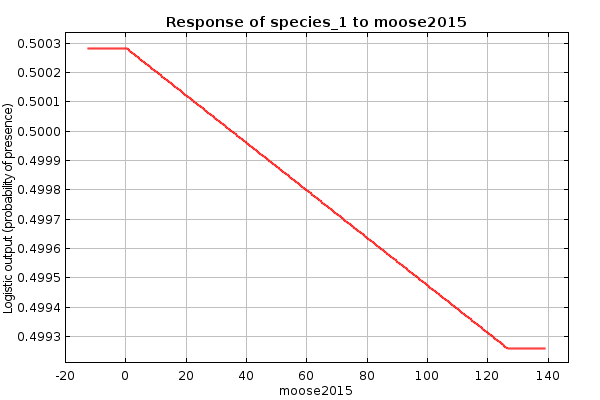 Response of species_1 to moose2015
Logistic output (probability of presence)
0.5003
0.5002
0.5001
0.5000
0.4999
0.4998
0.4997
0.4996
0.4995
0.4994
0.4993
-20 0 20 40 60 80 100 120 140
moose2015